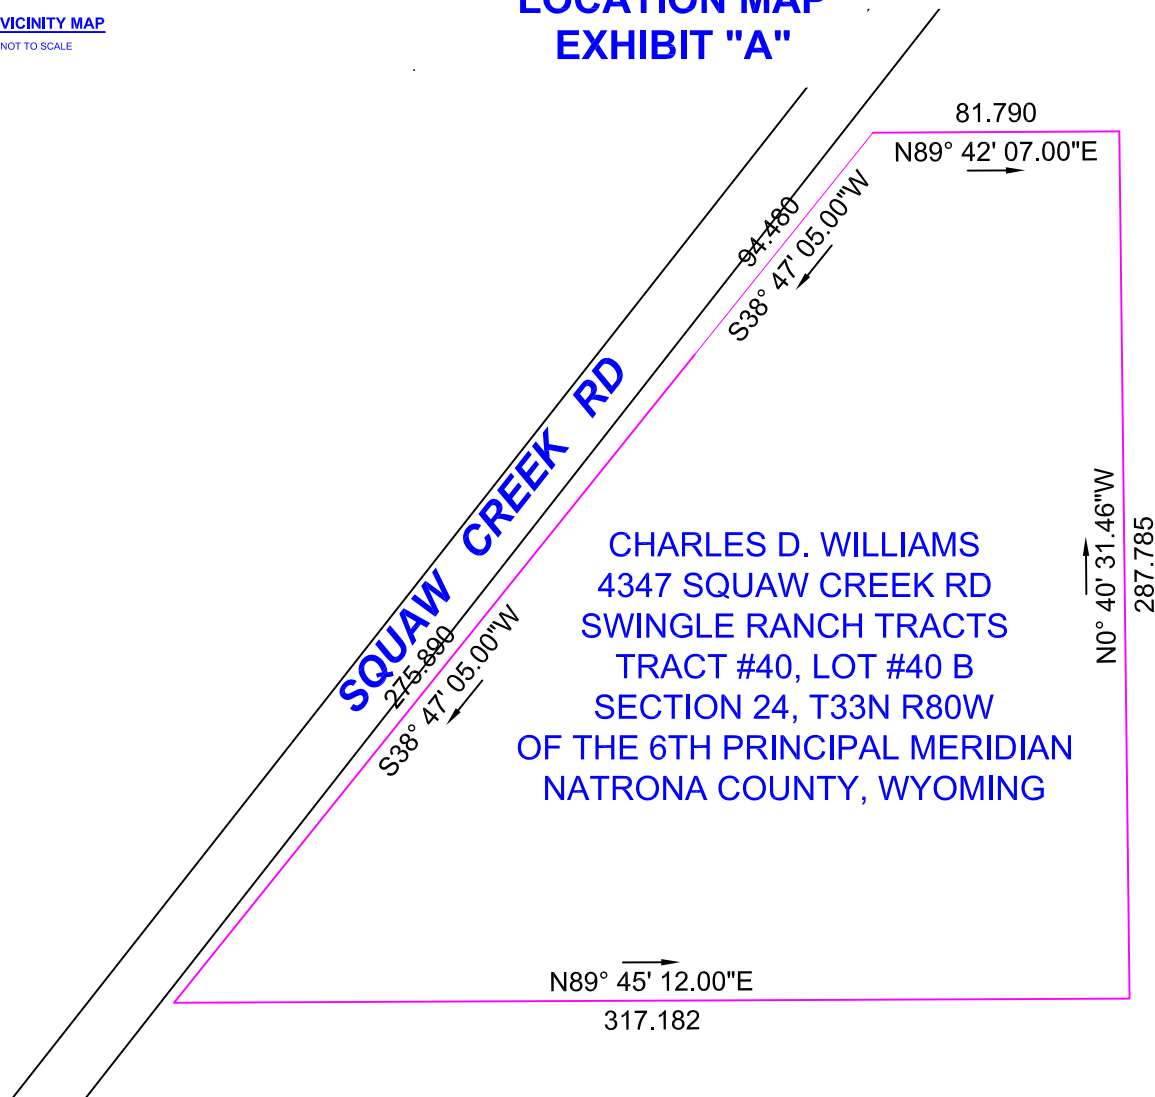 VICINITY MAP
NOT TO SCALE
LOCATION MAP
EXHIBIT "A"
81.790
N89° 42' 07.00"E
94.480
S38° 47' 05.00"W
SQUAW CREEK RD
275.890
S38° 47' 05.00"W
CHARLES D. WILLIAMS
4347 SQUAW CREEK RD
SWINGLE RANCH TRACTS
TRACT #40, LOT #40 B
SECTION 24, T33N R80W
OF THE 6TH PRINCIPAL MERIDIAN
NATRONA COUNTY, WYOMING
N0° 40' 31.46"W
287.785
N89° 45' 12.00"E
317.182